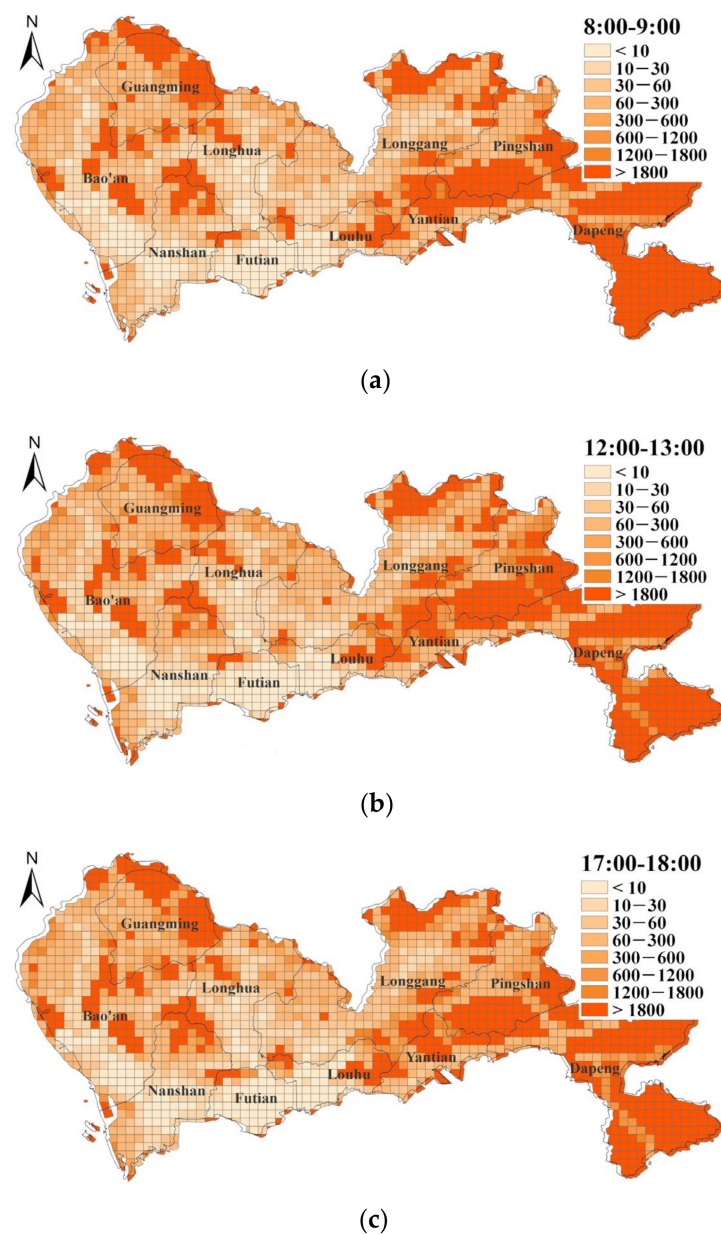 N
8:00-9:00
< 10
10－30
30－60
60－300
300－600
600－1200
1200－1800
> 1800
Guangming
Longhua
Longgang
Pingshan
Bao'an
Yantian
Louhu
Dapeng
Nanshan
Futian
(a)
N
12:00-13:00
< 10
10－30
30－60
60－300
300－600
600－1200
1200－1800
> 1800
Guangming
Longhua
Longgang
Pingshan
Bao'an
Yantian
Louhu
Dapeng
Nanshan
Futian
(b)
N
17:00-18:00
< 10
10－30
30－60
60－300
300－600
600－1200
1200－1800
> 1800
Guangming
Longhua
Longgang
Pingshan
Bao'an
Yantian
Louhu
Dapeng
Nanshan
Futian
(c)